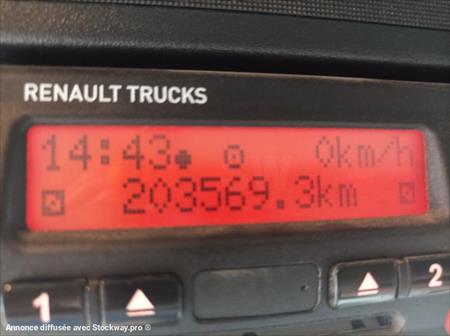 RENAULT TRUCKS
14:43 0km/h
203569.3km
1 2
Annonce diffusée avec Stockway.pro ®